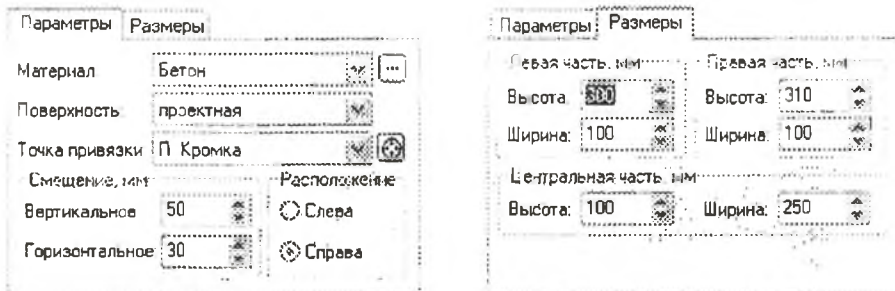 Параметры Размеры
Материал Бетон ...
Поверхность проектная
Точка привязки П_Кромка
Смещение, мм Расположение
Вертикальное 50 Слева
Горизонтальное 30 Справа
Параметры Размеры
Левая часть, мм Правая часть, мм
Высота: 300 Высота: 310
Ширина: 100 Ширина: 100
Центральная часть, мм
Высота: 100 Ширина: 250